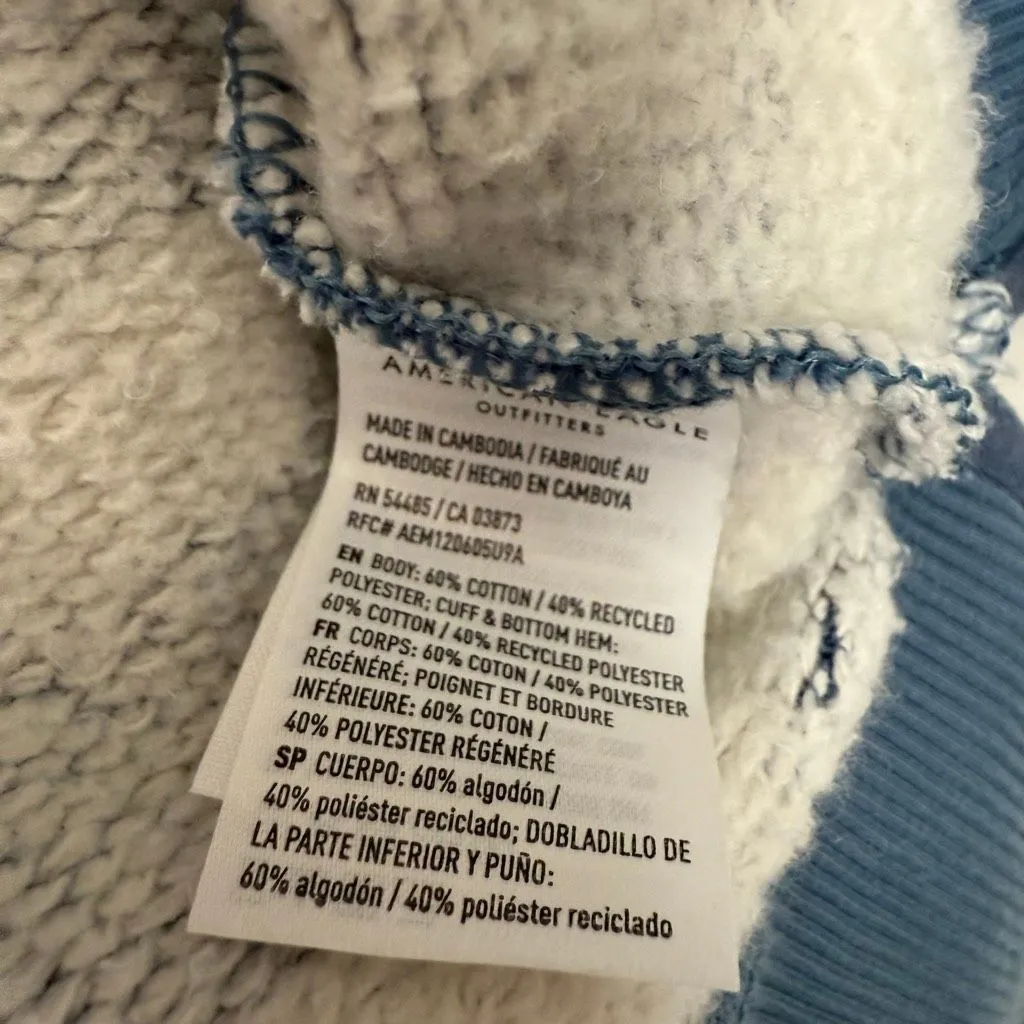 AMERICAN EAGLE
OUTFITTERS
MADE IN CAMBODIA / FABRIQUÉ AU
CAMBODGE / HECHO EN CAMBOYA
RN 54485 / CA 03873
RFC# AEM120605U9A
EN BODY: 60% COTTON / 40% RECYCLED
POLYESTER; CUFF & BOTTOM HEM:
60% COTTON / 40% RECYCLED POLYESTER
FR CORPS: 60% COTON / 40% POLYESTER
RÉGÉNÉRÉ; POIGNET ET BORDURE
INFÉRIEURE: 60% COTON /
40% POLYESTER RÉGÉNÉRÉ
SP CUERPO: 60% algodón /
40% poliéster reciclado; DOBLADILLO DE
LA PARTE INFERIOR Y PUÑO:
60% algodón / 40% poliéster reciclado